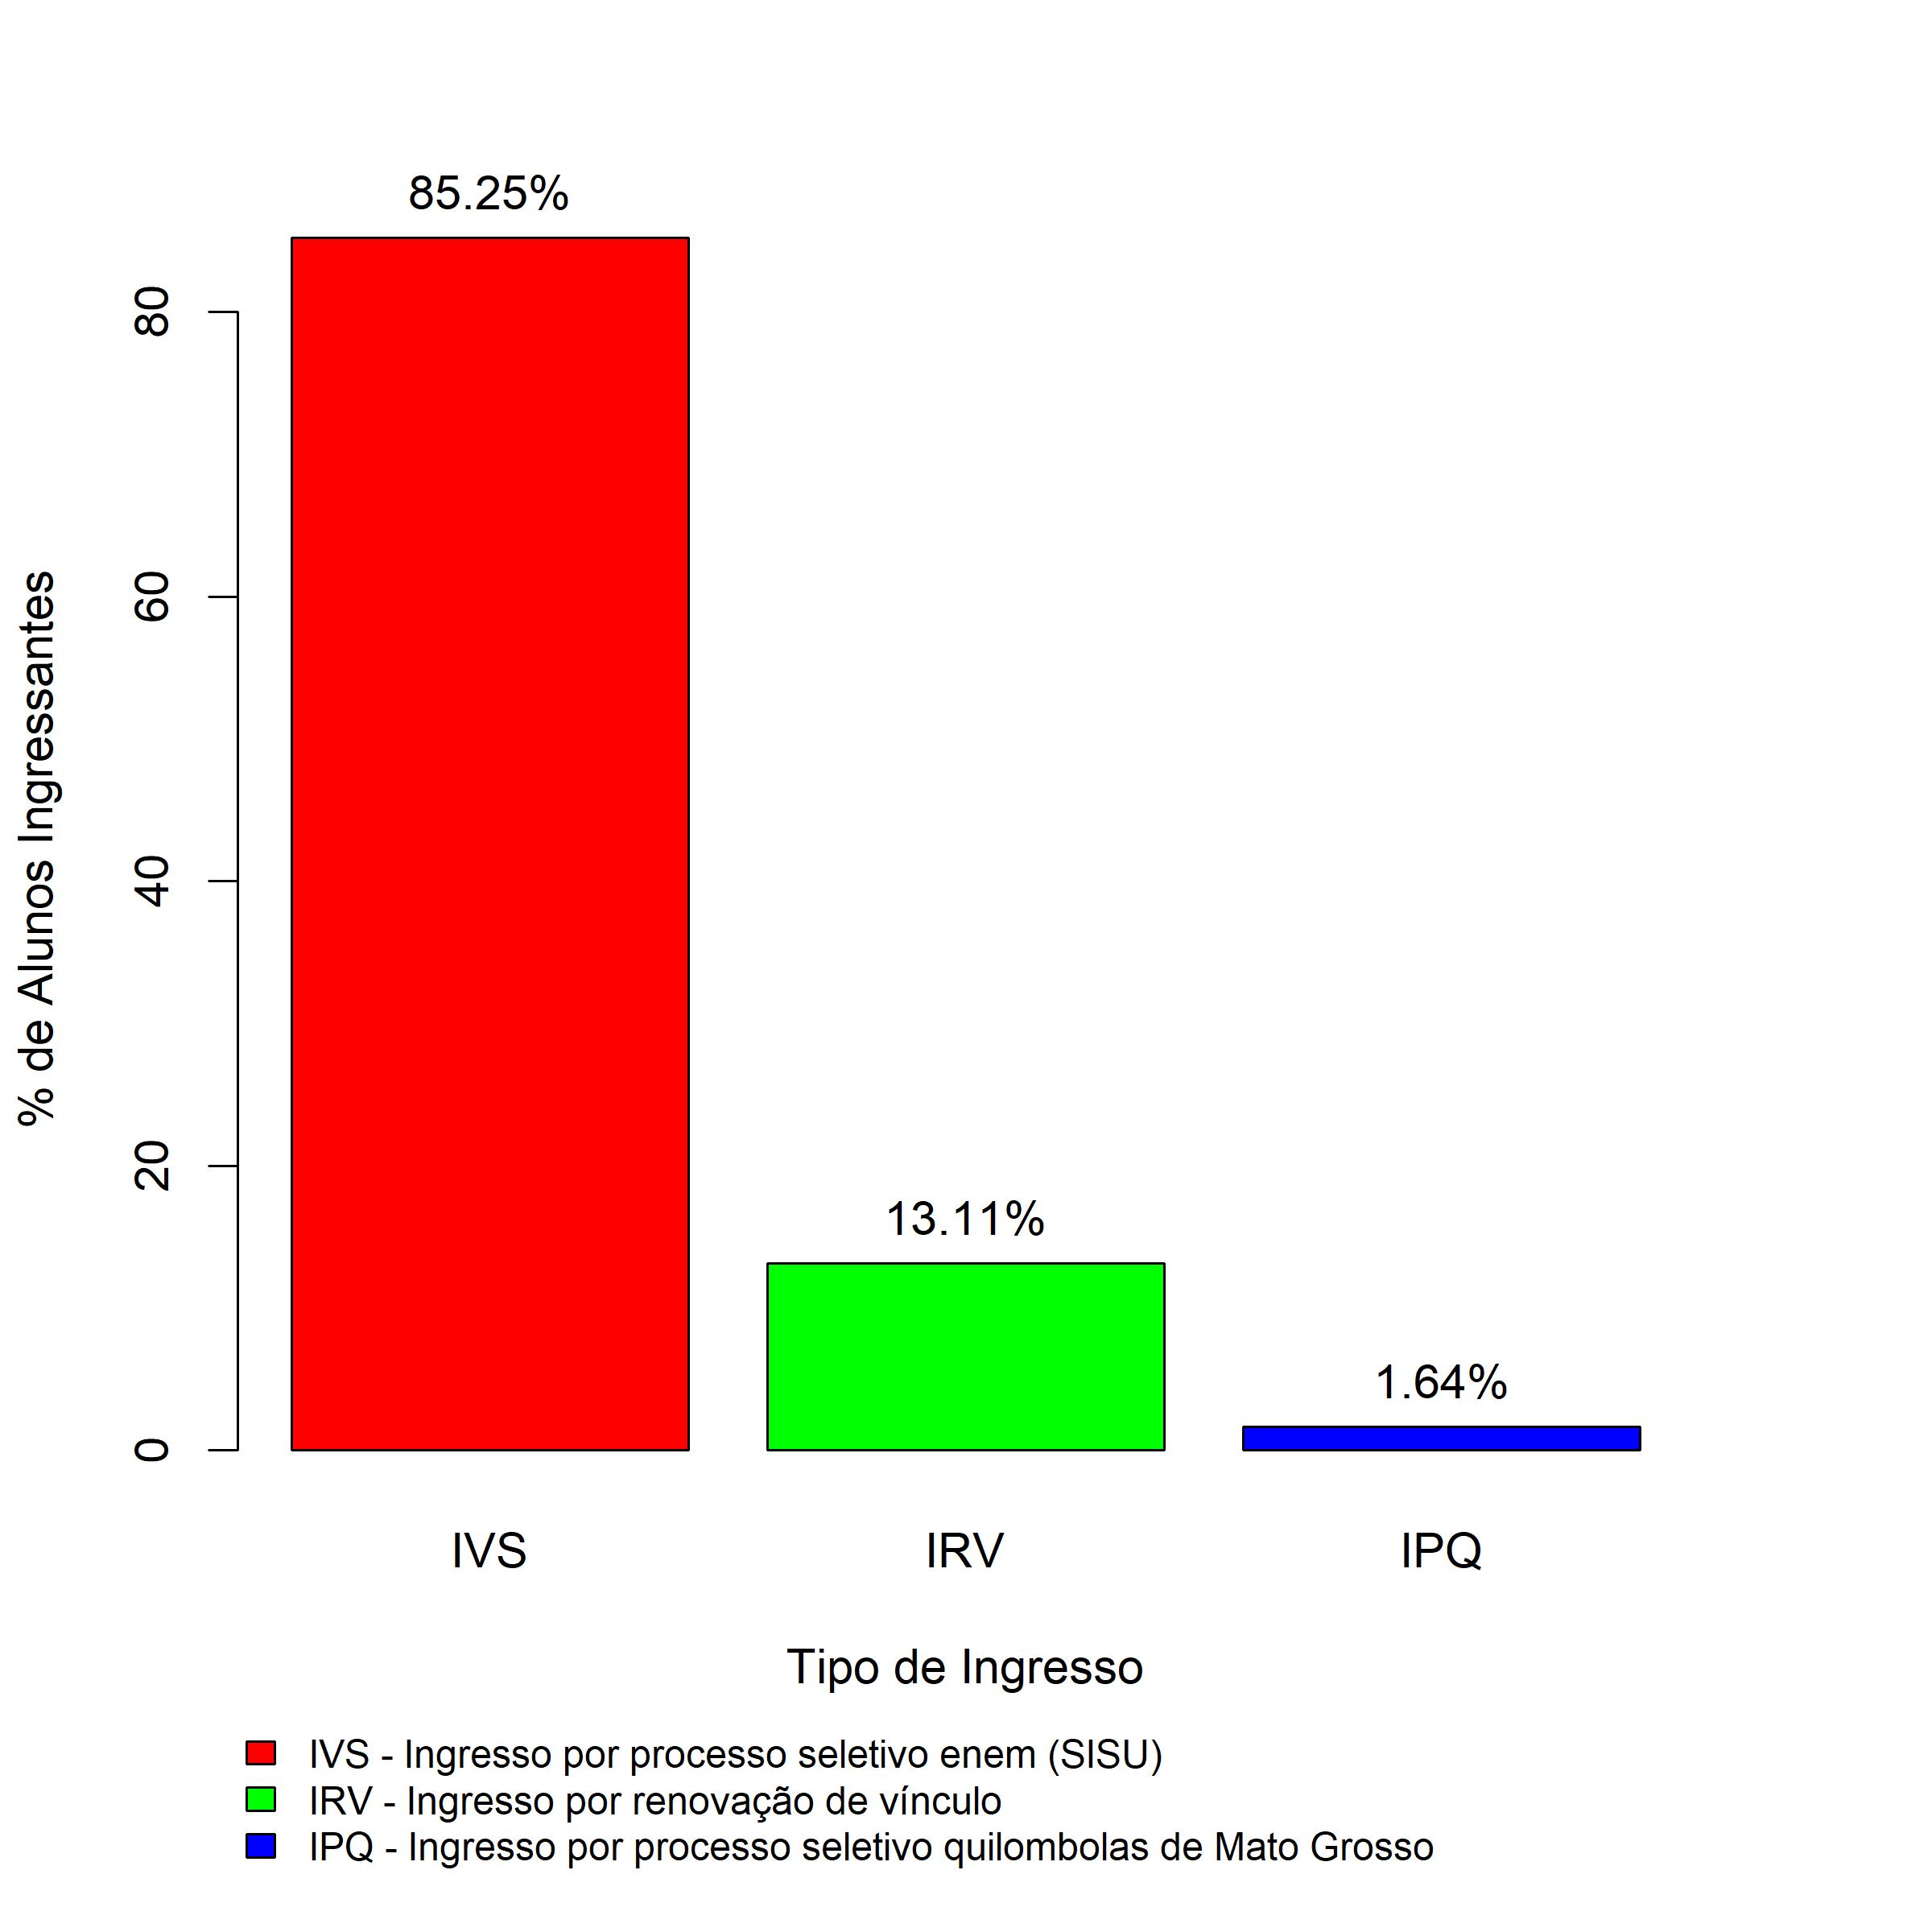 85.25%
13.11%
1.64%
% de Alunos Ingressantes
80
60
40
20
0
IVS
IRV
IPQ
Tipo de Ingresso
IVS - Ingresso por processo seletivo enem (SISU)
IRV - Ingresso por renovação de vínculo
IPQ - Ingresso por processo seletivo quilombolas de Mato Grosso